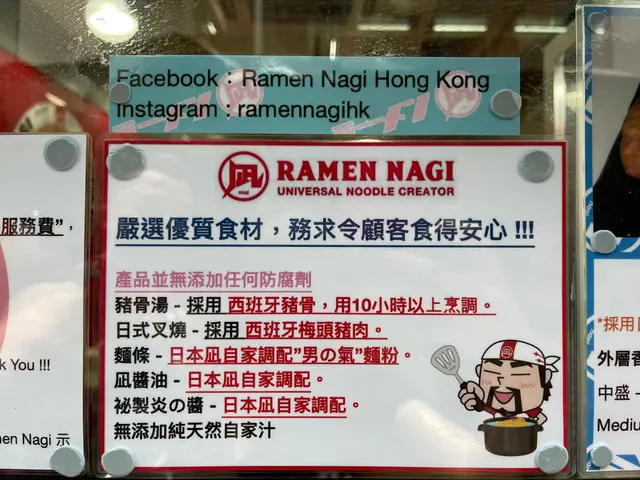 Facebook：Ramen Nagi Hong Kong
Instagram：ramennagihk
凪
nagi
RAMEN NAGI
UNIVERSAL NOODLE CREATOR
嚴選優質食材，務求令顧客食得安心 !!!
產品並無添加任何防腐劑
豬骨湯 - 採用 西班牙豬骨，用10小時以上烹調。
日式叉燒 - 採用 西班牙梅頭豬肉。
麵條 - 日本凪自家調配”男の氣”麵粉。
凪醬油 - 日本凪自家調配。
祕製炎の醬 - 日本凪自家調配。
無添加純天然自家汁
服務費”，
k You !!!
en Nagi 示
*採用
外層香
中盛 -
Mediu